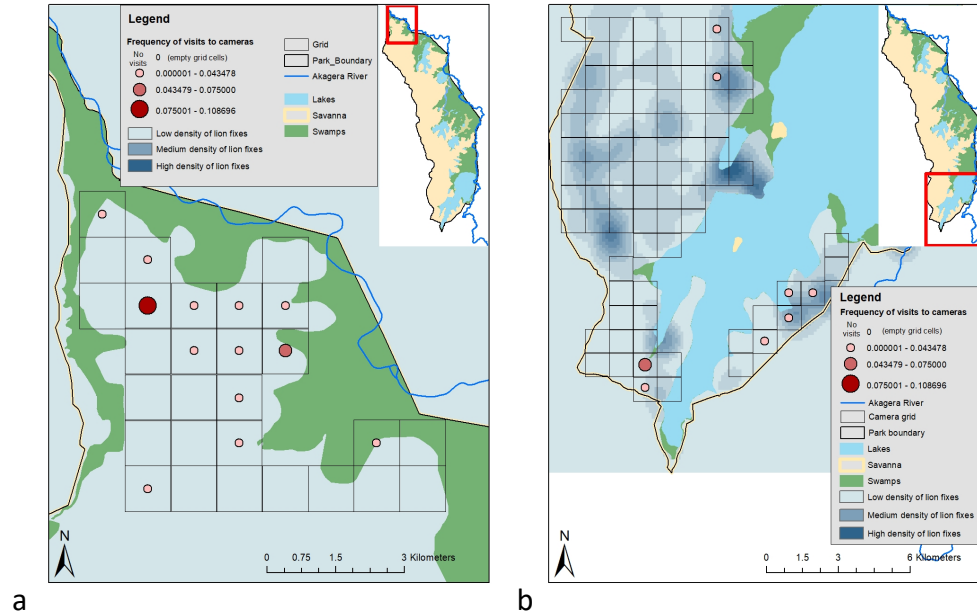 Legend
Frequency of visits to cameras
No visits 0 (empty grid cells)
0.000001 - 0.043478
0.043479 - 0.075000
0.075001 - 0.108696
Low density of lion fixes
Medium density of lion fixes
High density of lion fixes
Grid
Park_Boundary
Akagera River
Lakes
Savanna
Swamps
N
0 0.75 1.5 3 Kilometers
a
Legend
Frequency of visits to cameras
No visits 0 (empty grid cells)
0.000001 - 0.043478
0.043479 - 0.075000
0.075001 - 0.108696
Akagera River
Camera grid
Park boundary
Lakes
Savanna
Swamps
Low density of lion fixes
Medium density of lion fixes
High density of lion fixes
N
0 1.5 3 6 Kilometers
b